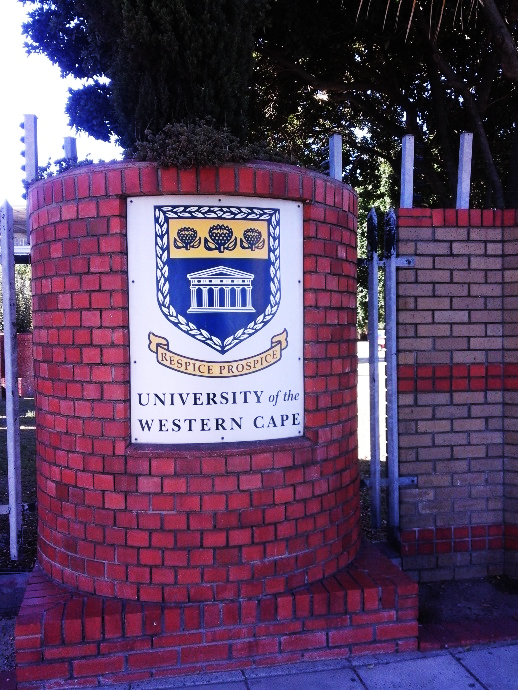 RESPICE PROSPICE
UNIVERSITY of the
WESTERN CAPE